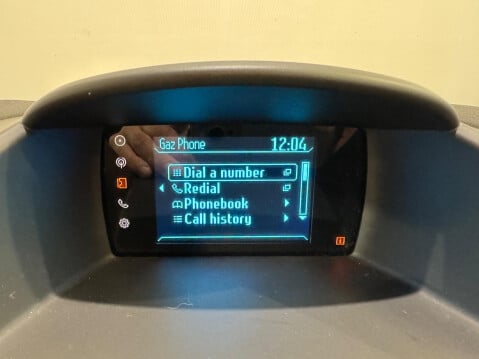 Gaz Phone 12:04
Dial a number
Redial
Phonebook
Call history